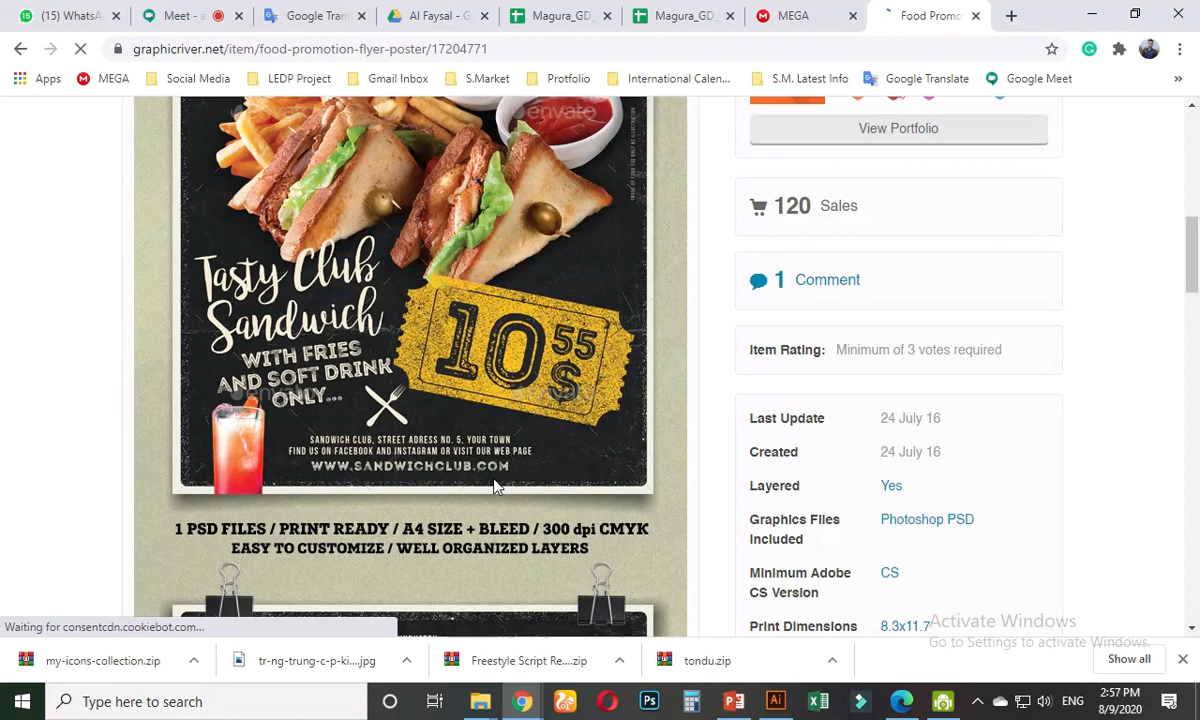 (15) WhatsA
Meet - a
Google Tran
Al Faysal - G
Magura_GD_
Magura_GD_
MEGA
Food Promo
graphicriver.net/item/food-promotion-flyer-poster/17204771
Apps
MEGA
Social Media
LEDP Project
Gmail Inbox
S.Market
Protfolio
International Calen...
S.M. Latest Info
Google Translate
Google Meet
»
envato
View Portfolio
120 Sales
1 Comment
Item Rating: Minimum of 3 votes required
Tasty Club
Sandwich
WITH FRIES
AND SOFT DRINK
ONLY...
10 55 $
SANDWICH CLUB, STREET ADRESS NO. 5, YOUR TOWN
FIND US ON FACEBOOK AND INSTAGRAM OR VISIT OUR WEB PAGE
WWW.SANDWICHCLUB.COM
Last Update 24 July 16
Created 24 July 16
Layered Yes
Graphics Files Included Photoshop PSD
Minimum Adobe CS Version CS
Print Dimensions 8.3x11.7
1 PSD FILES / PRINT READY / A4 SIZE + BLEED / 300 dpi CMYK
EASY TO CUSTOMIZE / WELL ORGANIZED LAYERS
Activate Windows
Go to Settings to activate Windows.
Waiting for consentcdn.cookiebot.com...
my-icons-collection.zip
tr-ng-trung-c-p-ki....jpg
Freestyle Script Re....zip
tondu.zip
Show all
Type here to search
Ps
Ai
ENG
2:57 PM
8/9/2020